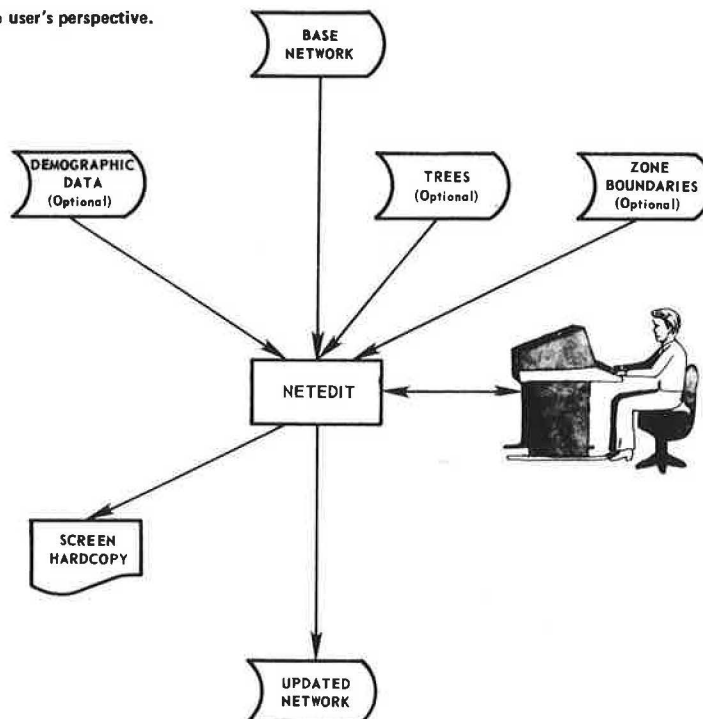 user's perspective.
BASE
NETWORK
DEMOGRAPHIC
DATA
(Optional)
TREES
(Optional)
ZONE
BOUNDARIES
(Optional)
NETEDIT
SCREEN
HARDCOPY
UPDATED
NETWORK